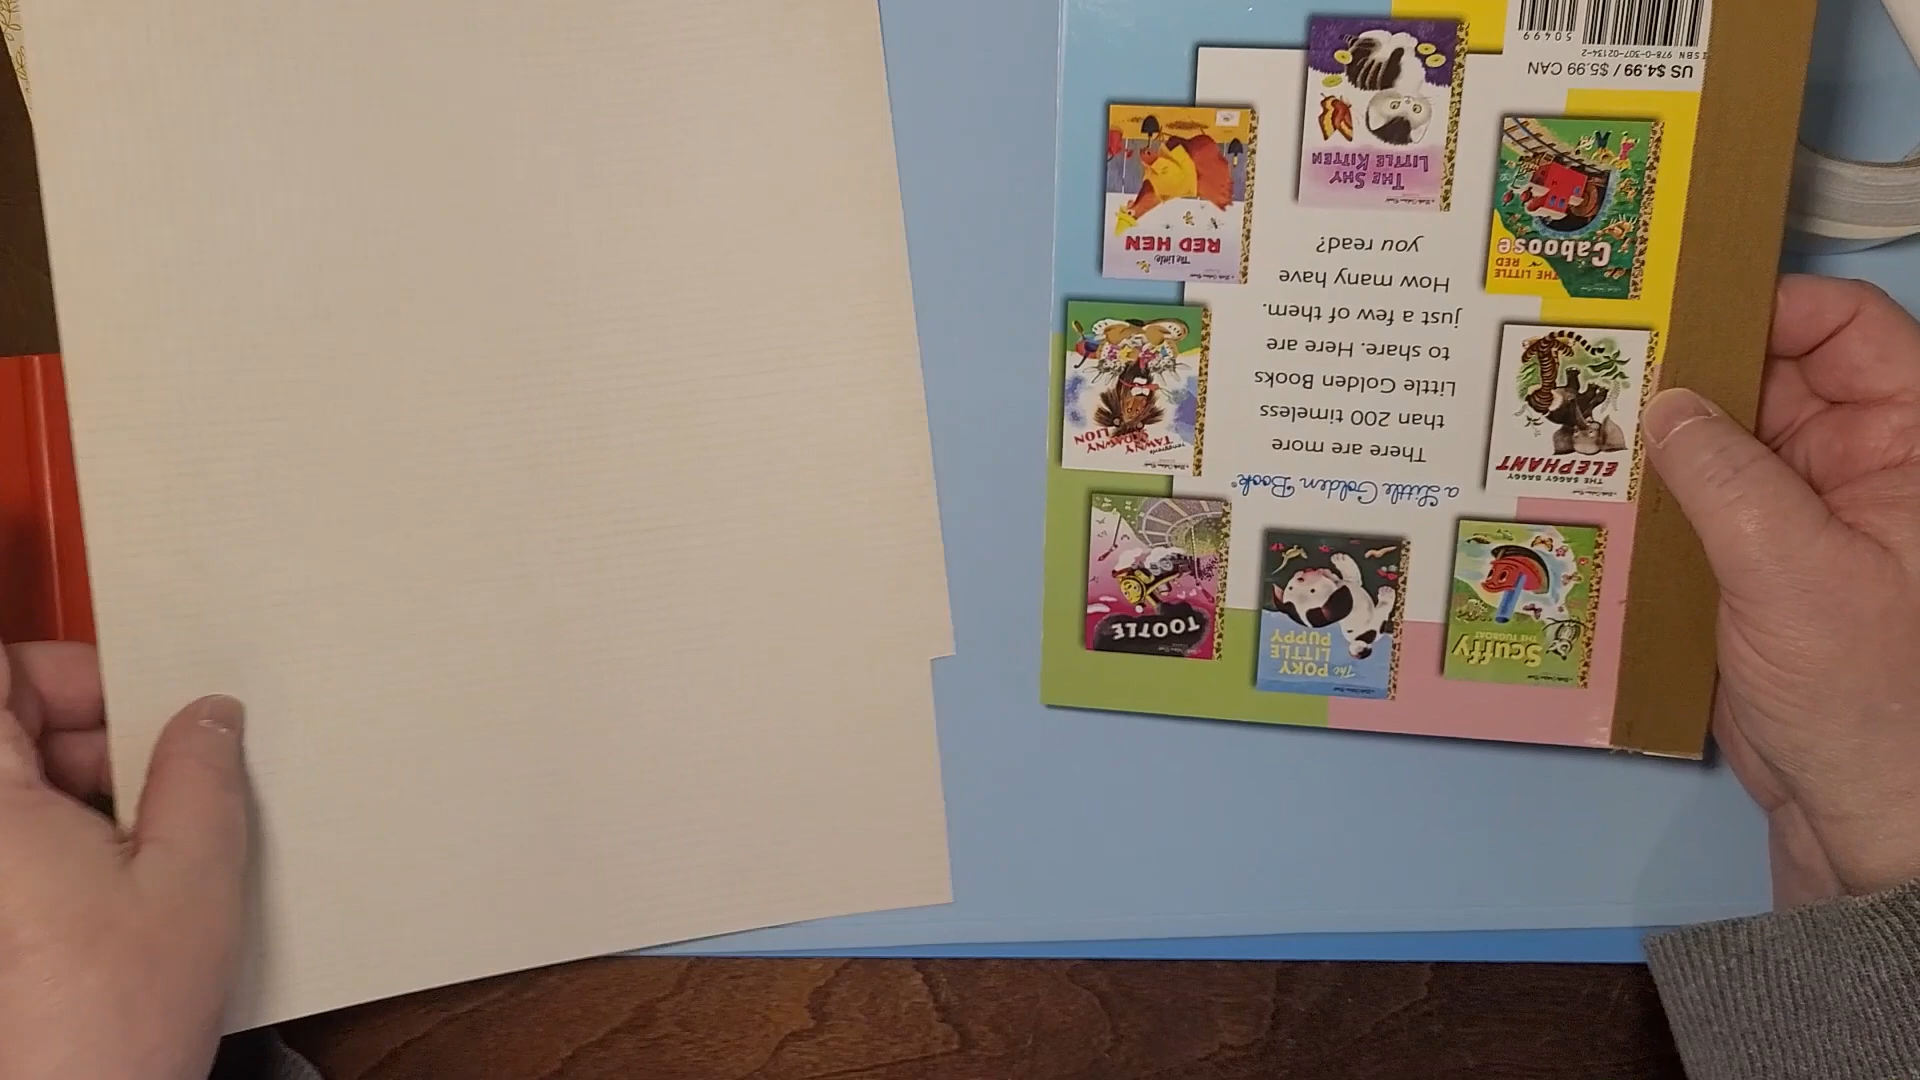 a Little Golden Book®
There are more
than 200 timeless
Little Golden Books
to share. Here are
just a few of them.
How many have
you read?
Scuffy
THE TUGBOAT
The POKY
LITTLE
PUPPY
TOOTLE
THE SAGGY BAGGY
ELEPHANT
TAWNY
SCRAWNY
LION
THE LITTLE
RED
Caboose
The Little
RED HEN
THE SHY
LITTLE KITTEN
US $4.99 / $5.99 CAN
ISBN 978-0-307-02134-2
50499